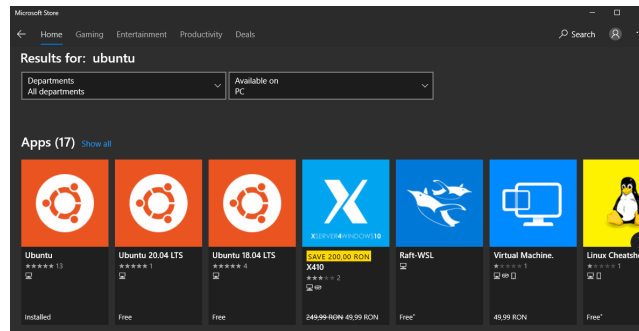 Microsoft Store
Home Gaming Entertainment Productivity Deals Search
Results for: ubuntu
Departments
All departments
Available on
PC
Apps (17) Show all
XSERVER4WINDOWS10
Ubuntu
13
Installed
Ubuntu 20.04 LTS
1
Free
Ubuntu 18.04 LTS
4
Free
SAVE 200,00 RON
X410
2
249,99 RON 49,99 RON
Raft-WSL
Free*
Virtual Machine.
1
49,99 RON
Linux Cheatsh
1
Free*